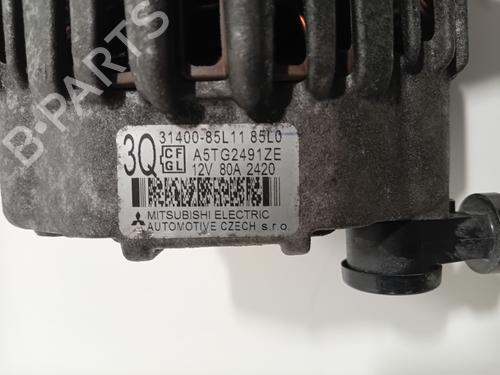 B-PARTS
31400-85L11 85L0
3Q CF GL A5TG2491ZE
12V 80A 2420
MITSUBISHI ELECTRIC
AUTOMOTIVE CZECH s.r.o.